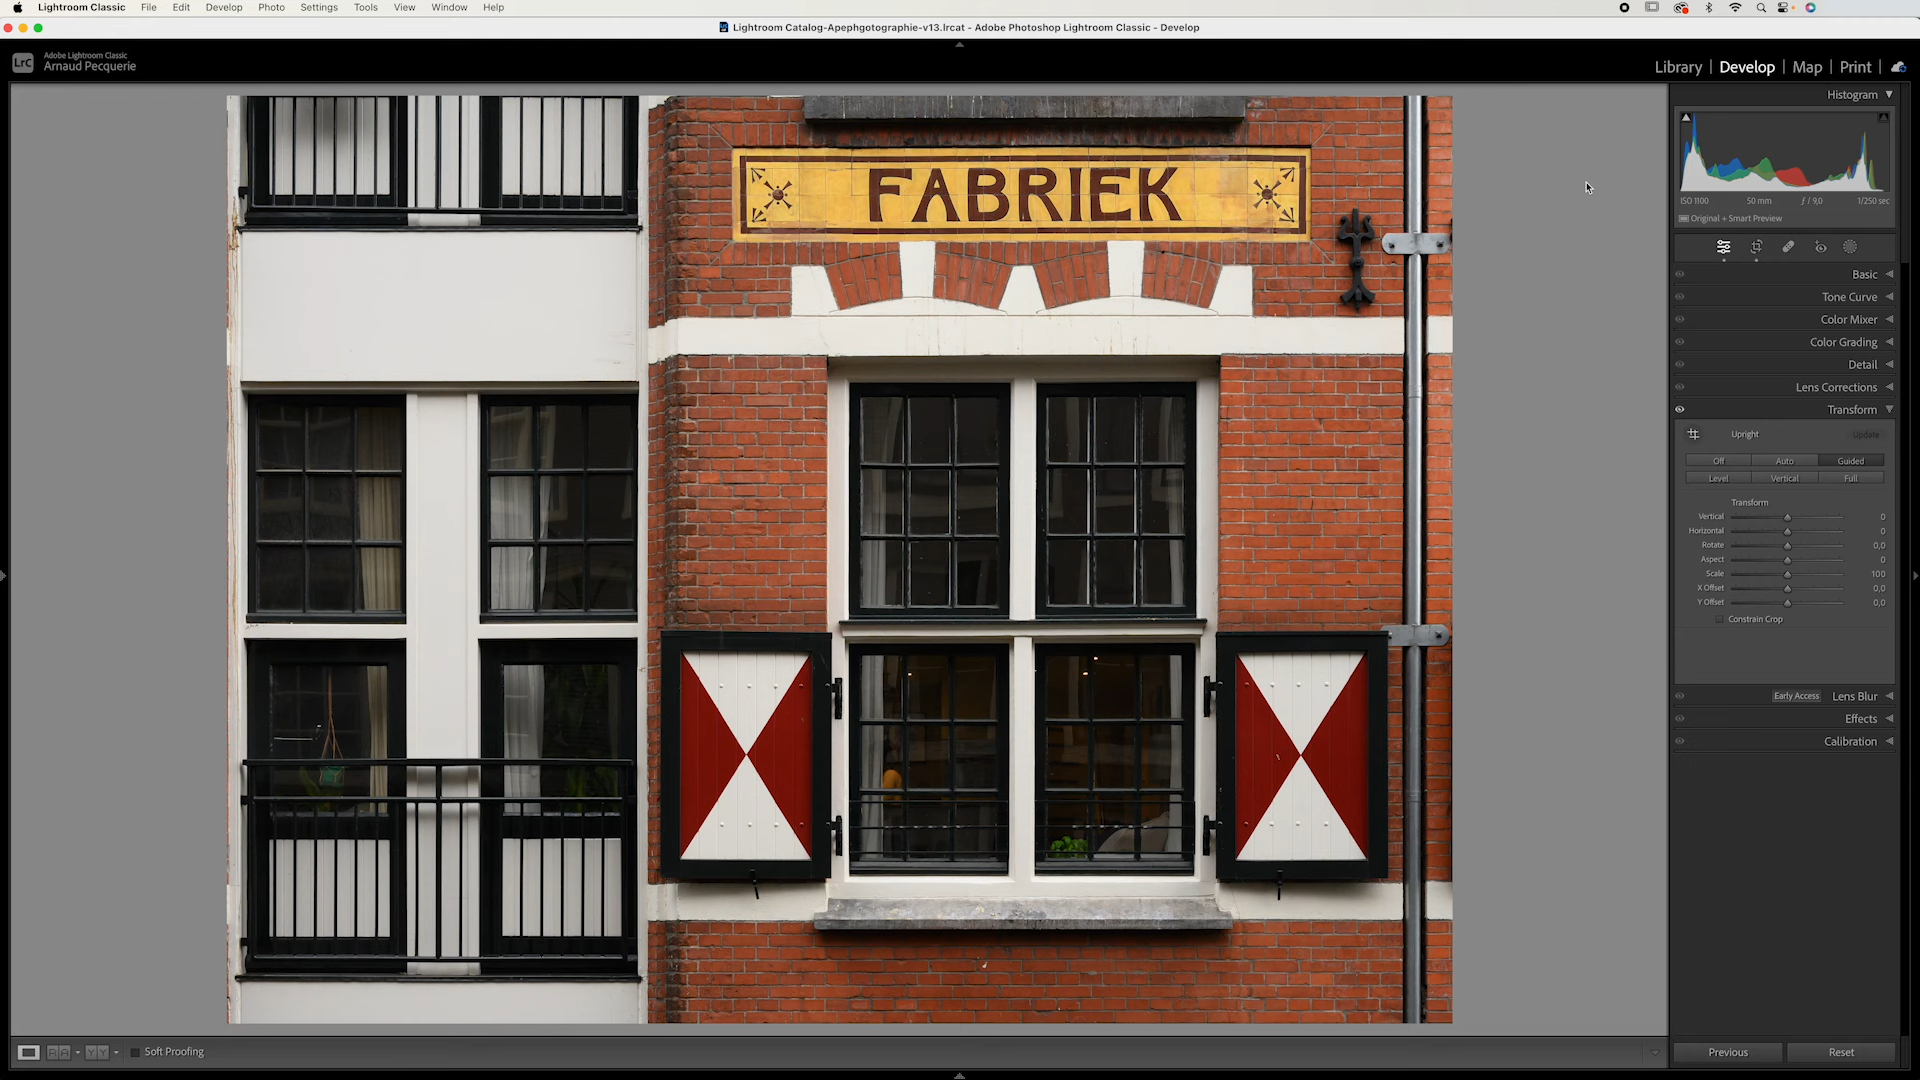 Lightroom Classic File Edit Develop Photo Settings Tools View Window Help
Lightroom Catalog-Apephgotographie-v13.lrcat - Adobe Photoshop Lightroom Classic - Develop
LrC Adobe Lightroom Classic
Arnaud Pecquerie
Library | Develop | Map | Print
Histogram
FABRIEK
ISO 1100 50 mm ƒ / 9,0 1/250 sec
Original + Smart Preview
Basic
Tone Curve
Color Mixer
Color Grading
Detail
Lens Corrections
Transform
Upright Update
Off Auto Guided
Level Vertical Full
Transform
Vertical 0
Horizontal 0
Rotate 0,0
Aspect 0
Scale 100
X Offset 0,0
Y Offset 0,0
Constrain Crop
Early Access Lens Blur
Effects
Calibration
Soft Proofing
Previous Reset